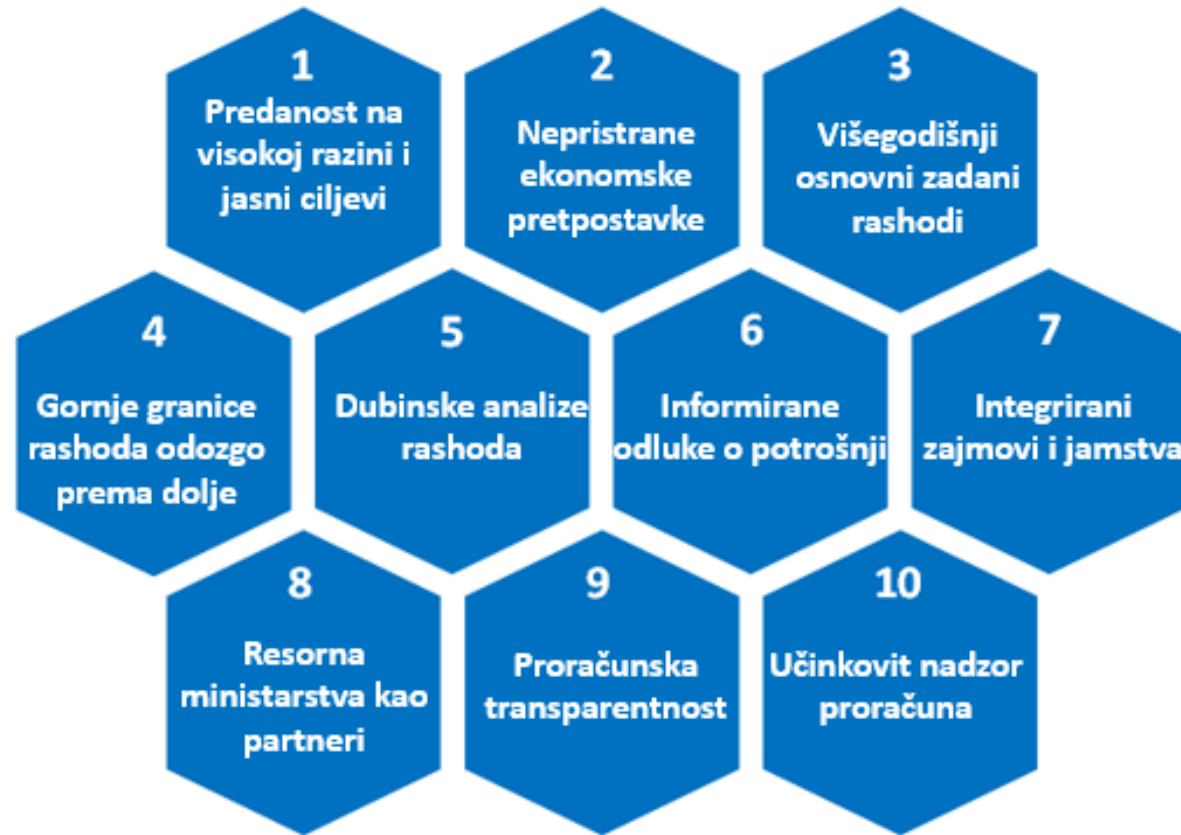 1
Predanost na
visokoj razini i
jasni ciljevi
2
Nepristrane
ekonomske
pretpostavke
3
Višegodišnji
osnovni zadani
rashodi
4
Gornje granice
rashoda odozgo
prema dolje
5
Dubinske analize
rashoda
6
Informirane
odluke o potrošnji
7
Integrirani
zajmovi i jamstva
8
Resorna
ministarstva kao
partneri
9
Proračunska
transparentnost
10
Učinkovit nadzor
proračuna